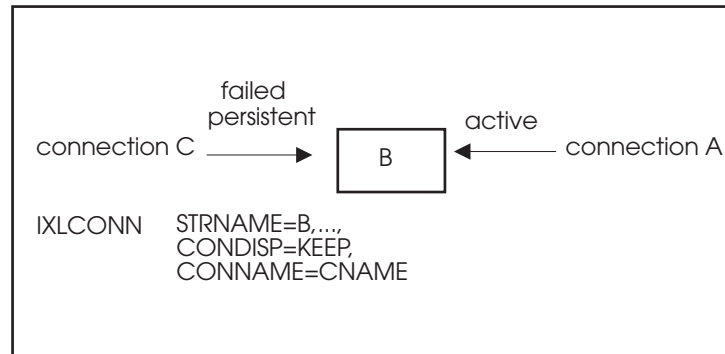 failed
persistent
active
connection C
B
connection A
IXLCONN STRNAME=B,...,
CONDISP=KEEP,
CONNAME=CNAME